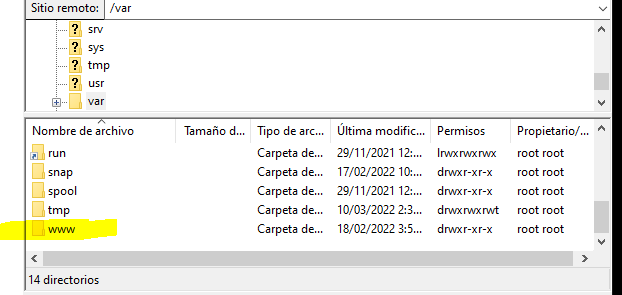 Sitio remoto: /var
? srv
? sys
? tmp
? usr
var
Nombre de archivo Tamaño d... Tipo de arc... Última modific... Permisos Propietario/...
run Carpeta de... 29/11/2021 12:... lrwxrwxrwx root root
snap Carpeta de... 17/02/2022 10:... drwxr-xr-x root root
spool Carpeta de... 29/11/2021 12:... drwxr-xr-x root root
tmp Carpeta de... 10/03/2022 2:3... drwxrwxrwt root root
www Carpeta de... 18/02/2022 3:5... drwxr-xr-x root root
14 directorios